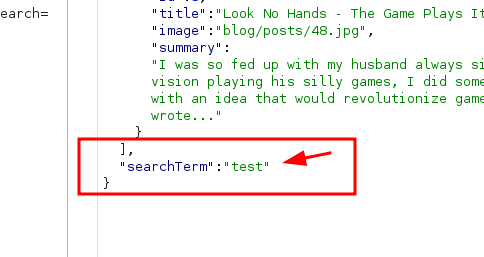 earch=
"title":"Look No Hands - The Game Plays It
"image":"blog/posts/48.jpg",
"summary":
"I was so fed up with my husband always si
vision playing his silly games, I did some
with an idea that would revolutionize game
wrote..."
}
],
"searchTerm":"test"
}